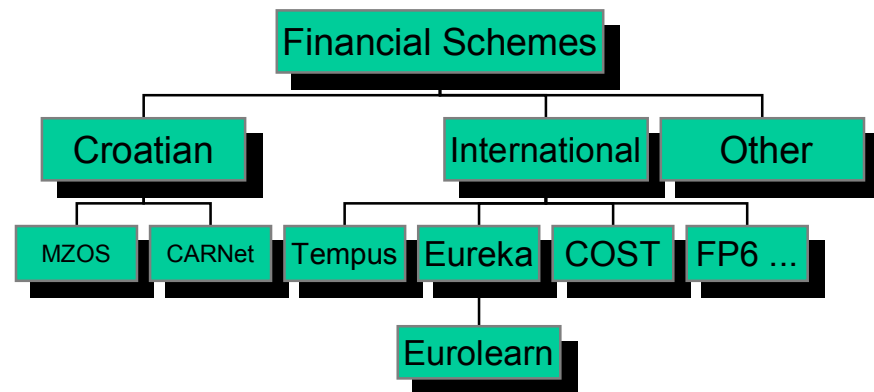 Financial Schemes
Croatian
International
Other
MZOS
CARNet
Tempus
Eureka
COST
FP6 ...
Eurolearn